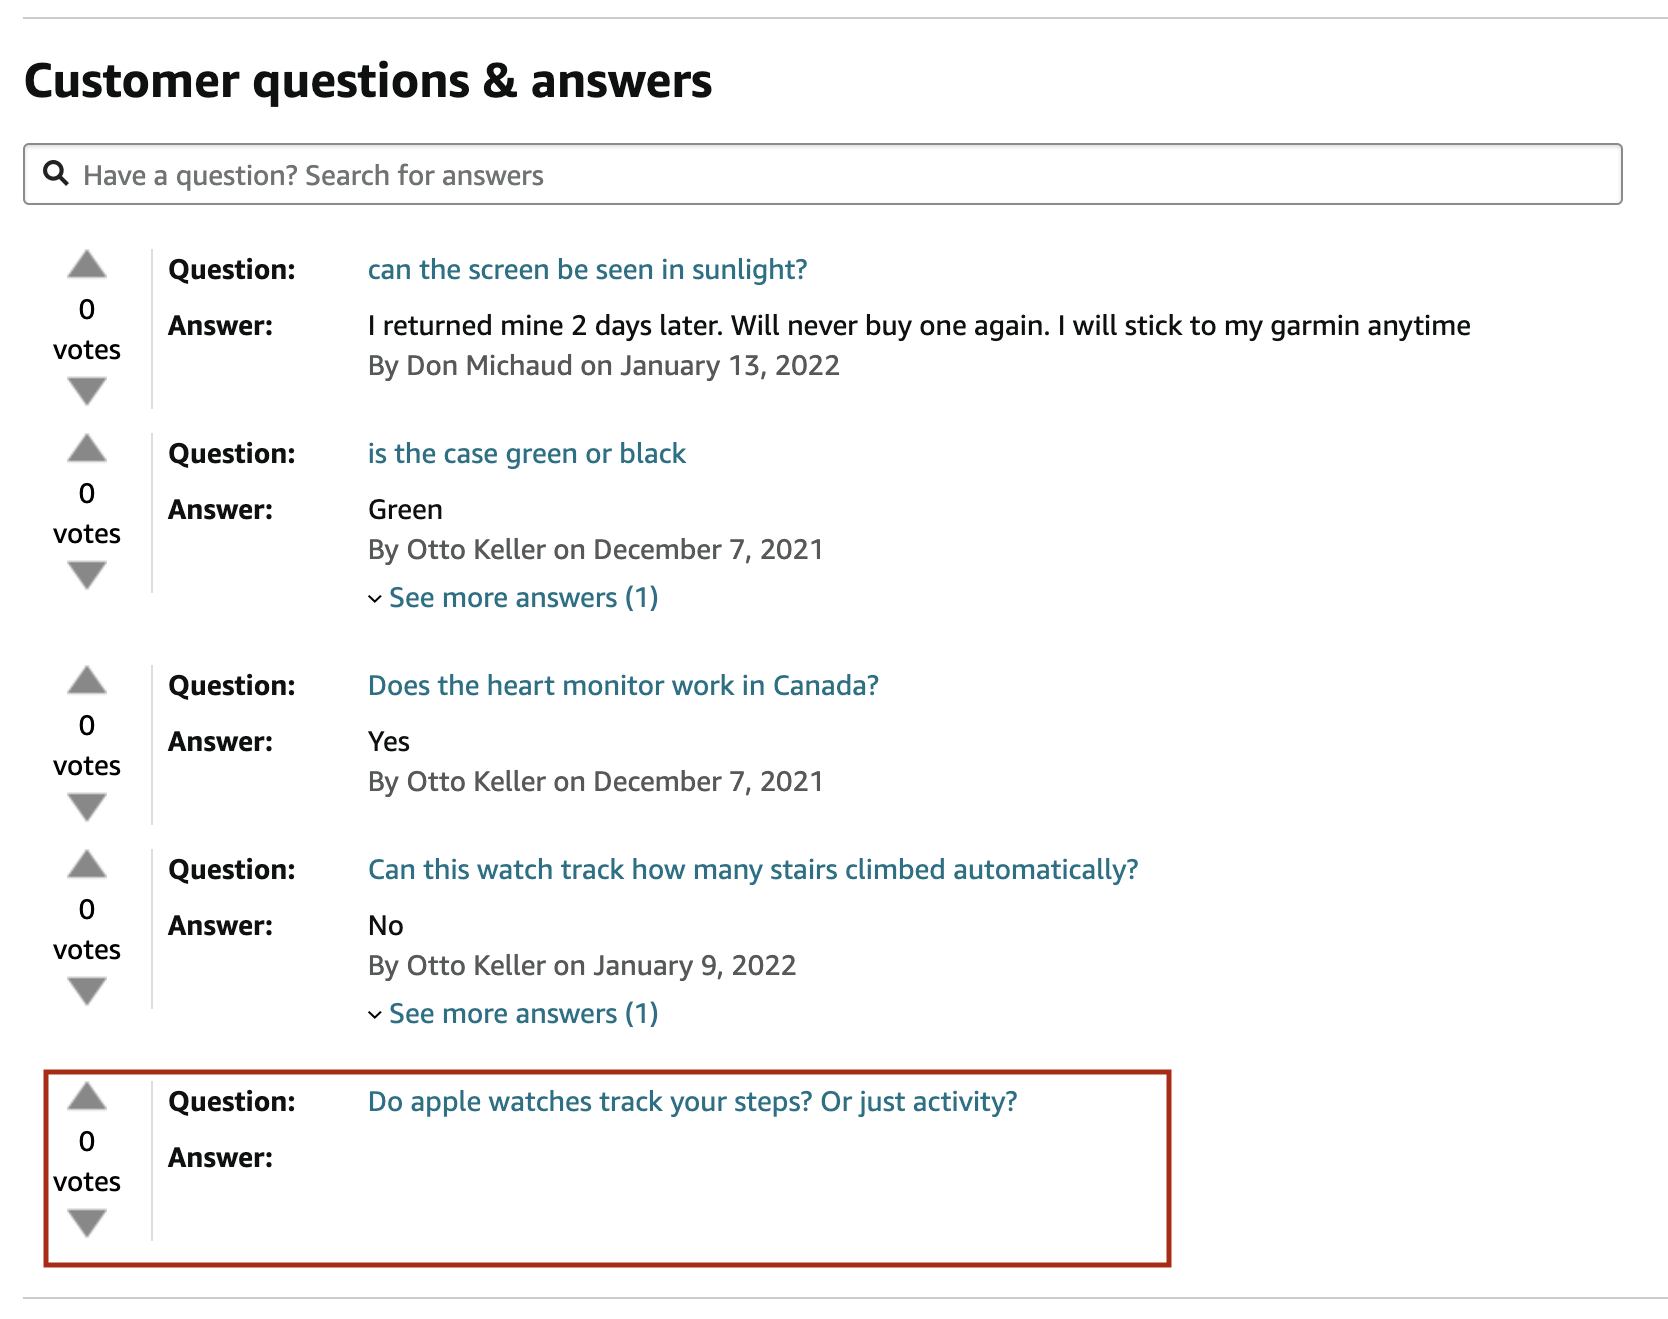 Customer questions & answers
Have a question? Search for answers
0
votes
Question: can the screen be seen in sunlight?
Answer: I returned mine 2 days later. Will never buy one again. I will stick to my garmin anytime
By Don Michaud on January 13, 2022
0
votes
Question: is the case green or black
Answer: Green
By Otto Keller on December 7, 2021
See more answers (1)
0
votes
Question: Does the heart monitor work in Canada?
Answer: Yes
By Otto Keller on December 7, 2021
0
votes
Question: Can this watch track how many stairs climbed automatically?
Answer: No
By Otto Keller on January 9, 2022
See more answers (1)
0
votes
Question: Do apple watches track your steps? Or just activity?
Answer: